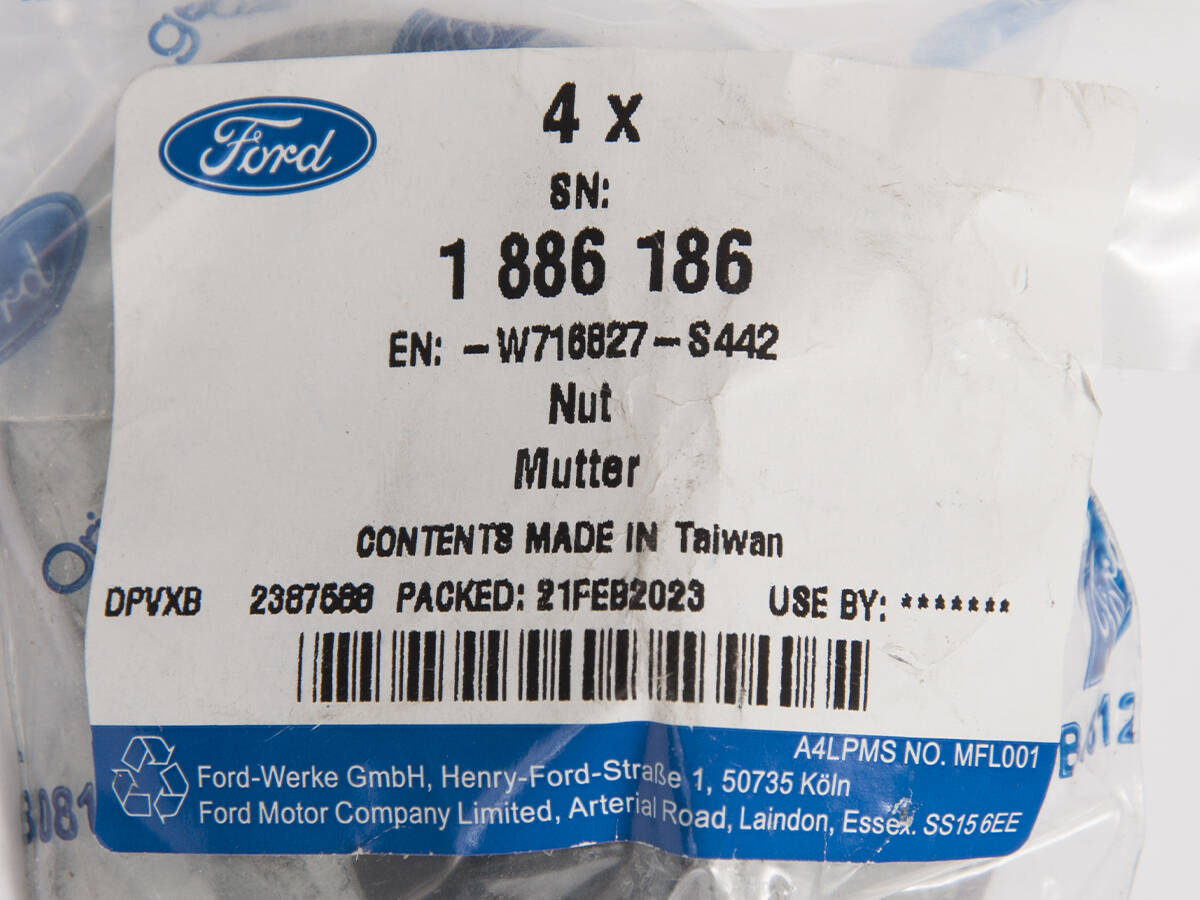 Ford
4 x
SN:
1 886 186
EN: -W716827-S442
Nut
Mutter
CONTENTS MADE IN Taiwan
DPVXB 2387588 PACKED: 21FEB2023 USE BY: *******
A4LPMS NO. MFL001
Ford-Werke GmbH, Henry-Ford-Straße 1, 50735 Köln
Ford Motor Company Limited, Arterial Road, Laindon, Essex. SS15 6EE